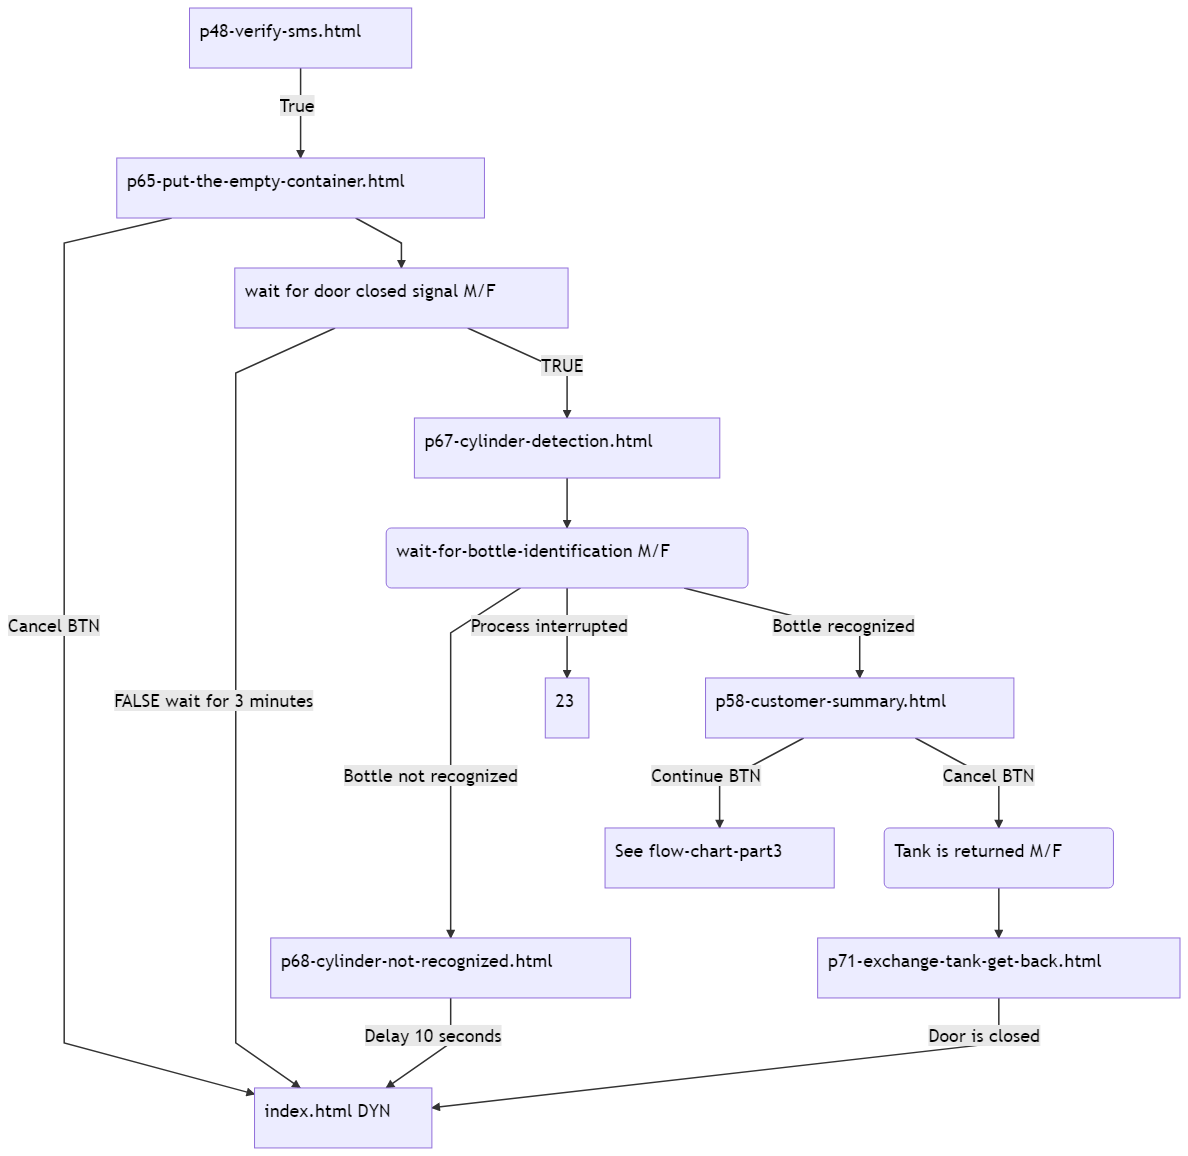 p48-verify-sms.html
True
p65-put-the-empty-container.html
wait for door closed signal M/F
TRUE
p67-cylinder-detection.html
wait-for-bottle-identification M/F
Cancel BTN
Process interrupted
Bottle recognized
FALSE wait for 3 minutes
23
p58-customer-summary.html
Bottle not recognized
Continue BTN
Cancel BTN
See flow-chart-part3
Tank is returned M/F
p68-cylinder-not-recognized.html
p71-exchange-tank-get-back.html
Delay 10 seconds
Door is closed
index.html DYN